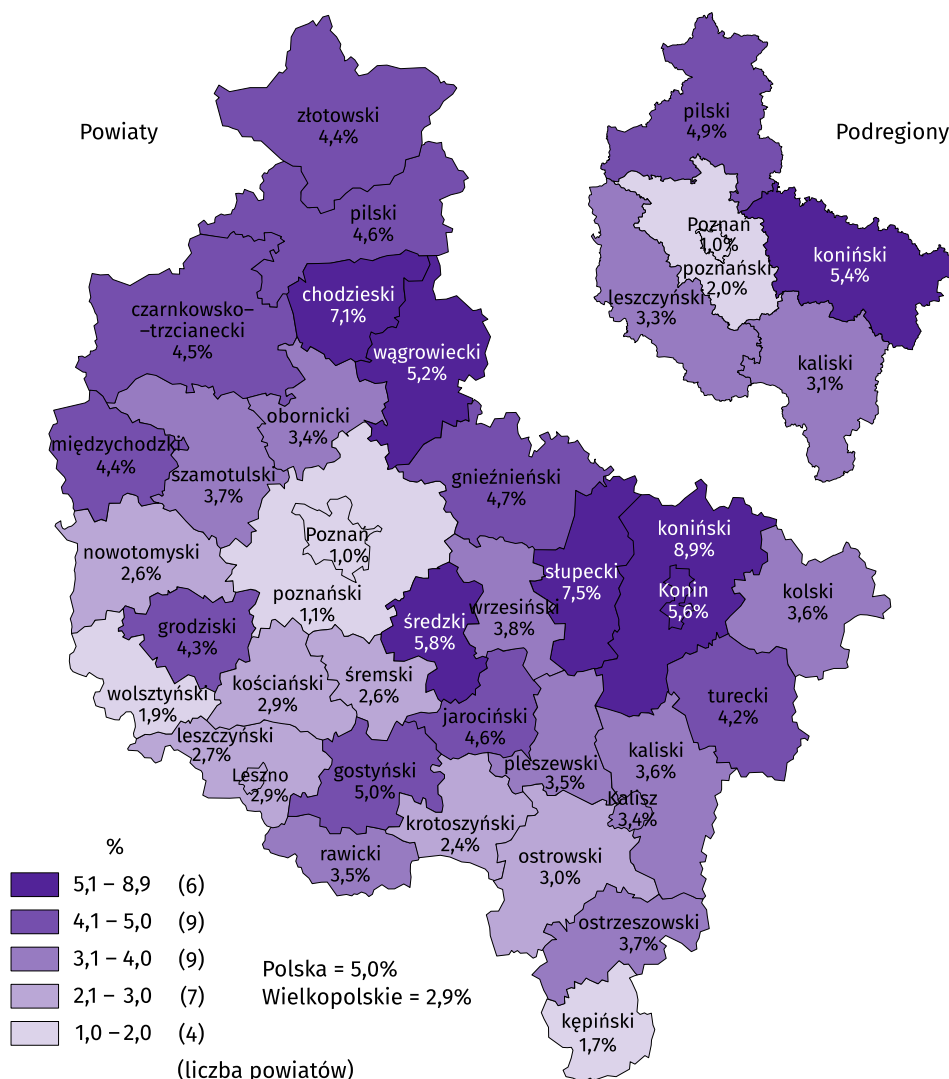 Powiaty
Podregiony
złotowski
4,4%
pilski
4,6%
chodzieski
7,1%
czarnkowsko–
–trzcianecki
4,5%
wągrowiecki
5,2%
obornicki
3,4%
międzychodzki
4,4%
szamotulski
3,7%
gnieźnieński
4,7%
Poznań
1,0%
poznański
1,1%
nowotomyski
2,6%
koniński
8,9%
Konin
5,6%
słupecki
7,5%
wrzesiński
3,8%
kolski
3,6%
średzki
5,8%
grodziski
4,3%
wolsztyński
1,9%
kościański
2,9%
śremski
2,6%
turecki
4,2%
jarociński
4,6%
leszczyński
2,7%
Leszno
2,9%
gostyński
5,0%
pleszewski
3,5%
kaliski
3,6%
Kalisz
3,4%
krotoszyński
2,4%
rawicki
3,5%
ostrowski
3,0%
ostrzeszowski
3,7%
kępiński
1,7%
pilski
4,9%
Poznań
1,0%
poznański
2,0%
koniński
5,4%
leszczyński
3,3%
kaliski
3,1%
%
5,1 – 8,9 (6)
4,1 – 5,0 (9)
3,1 – 4,0 (9)
2,1 – 3,0 (7)
1,0 – 2,0 (4)
(liczba powiatów)
Polska = 5,0%
Wielkopolskie = 2,9%